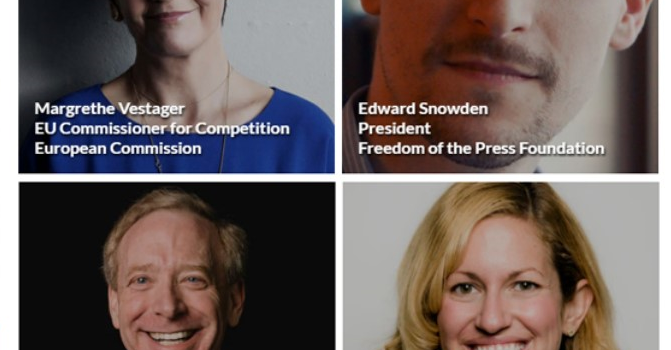 Margrethe Vestager
EU Commissioner for Competition
European Commission
Edward Snowden
President
Freedom of the Press Foundation